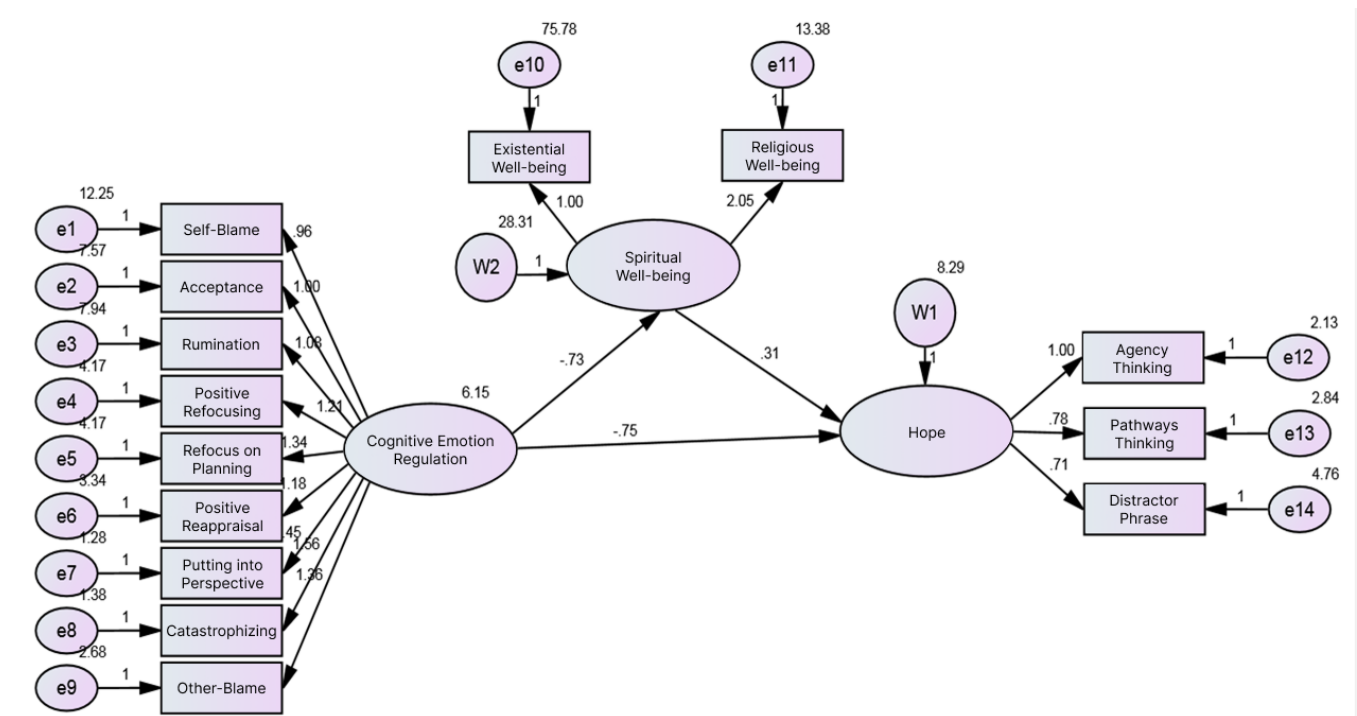 75.78
13.38
e10
e11
1
1
Existential
Well-being
Religious
Well-being
12.25
1.00
2.05
e1
1
Self-Blame
.96
28.31
7.57
W2
1
Spiritual
Well-being
e2
1
Acceptance
1.00
8.29
7.94
W1
e3
1
Rumination
1.08
-.73
.31
1
2.13
4.17
1.00
Agency
Thinking
1
e12
e4
1
Positive
Refocusing
1.21
6.15
2.84
4.17
Cognitive Emotion
Regulation
-.75
Hope
.78
Pathways
Thinking
1
e13
e5
1
Refocus on
Planning
1.34
.71
4.76
3.34
1.18
Distractor
Phrase
1
e14
e6
1
Positive
Reappraisal
1.28
.45
1.56
e7
1
Putting into
Perspective
1.36
1.38
e8
1
Catastrophizing
2.68
e9
1
Other-Blame